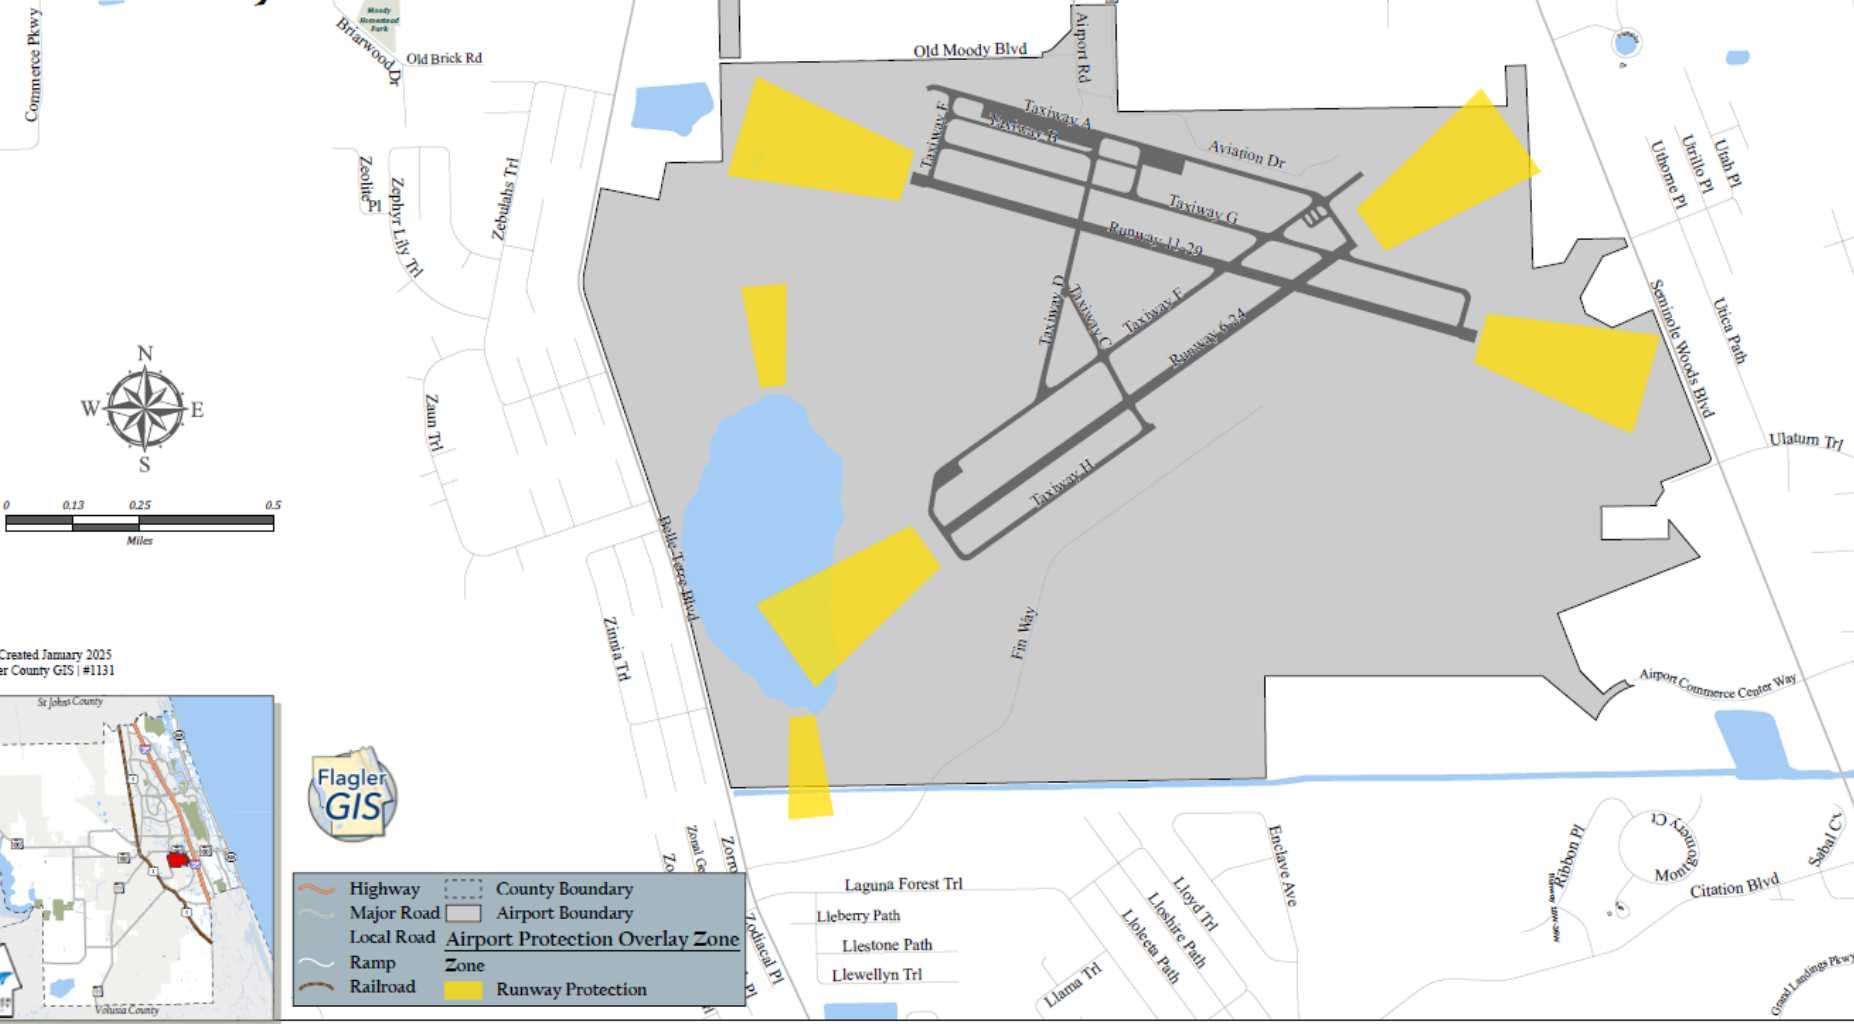 Commerce Pkwy
Moody
Homestead
Park
Briarwood Dr
Old Brick Rd
Old Moody Blvd
Airport Rd
Taxiway A
Taxiway B
Taxiway F
Aviation Dr
Taxiway G
Runway 11-29
Zeolite
Pl
Zephyr Lily Trl
Zebulahs Trl
Uthorne Pl
Utrillo Pl
Utah Pl
Taxiway D
Taxiway C
Taxiway E
Runway 6-24
Taxiway H
Seminole Woods Blvd
Utica Path
Ulaturn Trl
N
W
E
S
Zaun Trl
0
0.13
0.25
0.5
Miles
Belle Terre Blvd
Zinnia Trl
Fin Way
Airport Commerce Center Way
Created January 2025
er County GIS | #1131
St Johns County
Volusia County
Flagler
GIS
Zorro
Zodiacal Pl
Highway
Major Road
Local Road
Ramp
Railroad
County Boundary
Airport Boundary
Airport Protection Overlay Zone
Zone
Runway Protection
Laguna Forest Trl
Lleberry Path
Llestone Path
Llewellyn Trl
Llama Trl
Lloyd Trl
Lloshire Path
Lloleeta Path
Enclave Ave
Ribbon Pl
Montgomery Ct
Citation Blvd
Sabal C
Grand Landings Pkwy